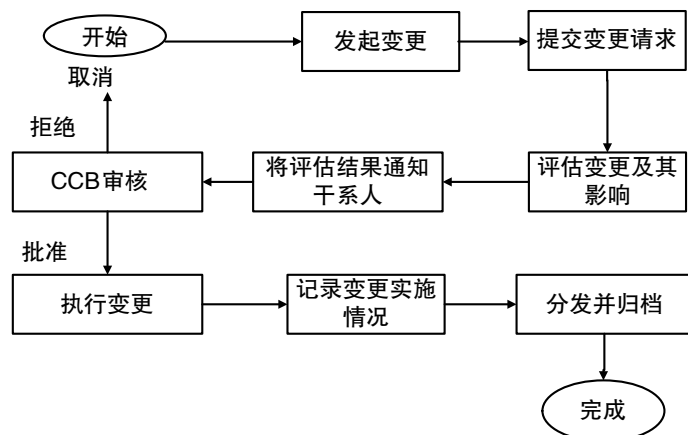 开始
发起变更
提交变更请求
取消
拒绝
CCB审核
将评估结果通知
干系人
评估变更及其
影响
批准
执行变更
记录变更实施
情况
分发并归档
完成